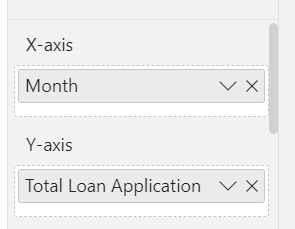 X-axis
Month
Y-axis
Total Loan Application